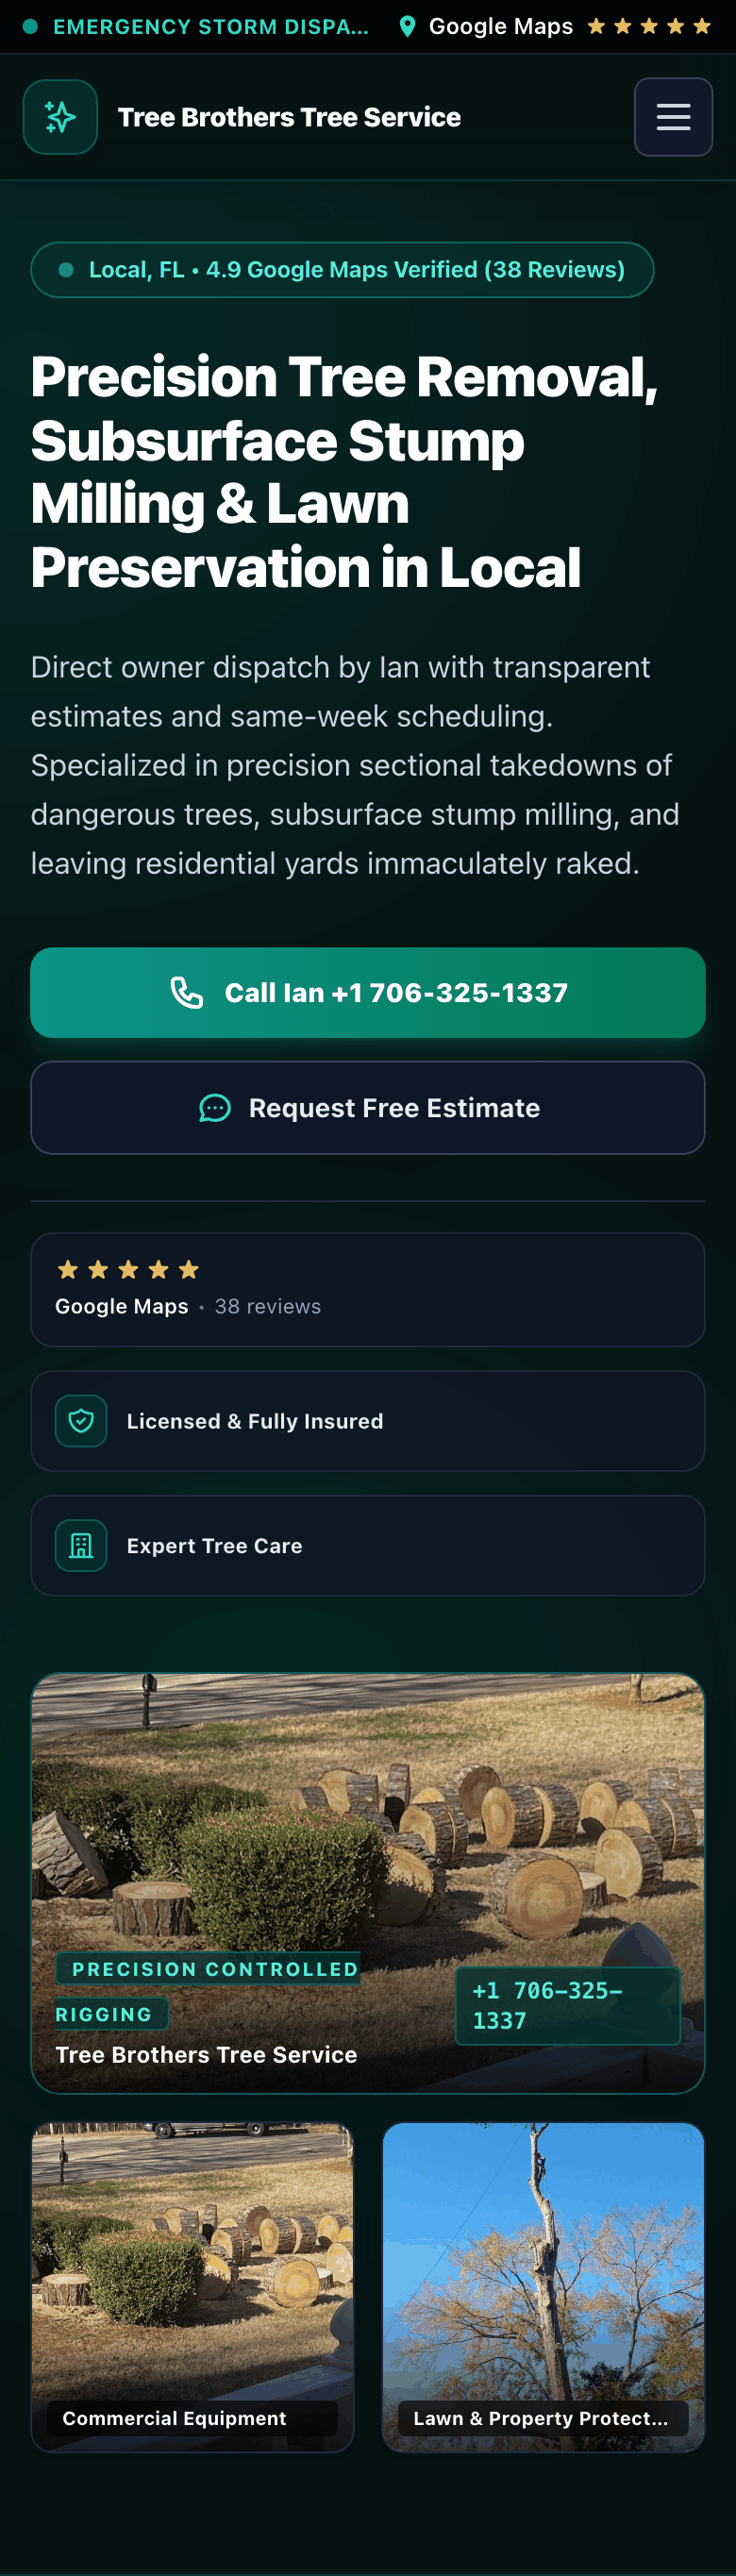 EMERGENCY STORM DISPA...
Google Maps
Tree Brothers Tree Service
Local, FL • 4.9 Google Maps Verified (38 Reviews)
Precision Tree Removal,
Subsurface Stump
Milling & Lawn
Preservation in Local
Direct owner dispatch by Ian with transparent
estimates and same-week scheduling.
Specialized in precision sectional takedowns of
dangerous trees, subsurface stump milling, and
leaving residential yards immaculately raked.
Call Ian +1 706-325-1337
Request Free Estimate
Google Maps • 38 reviews
Licensed & Fully Insured
Expert Tree Care
PRECISION CONTROLLED
RIGGING
Tree Brothers Tree Service
+1 706-325-
1337
Commercial Equipment
Lawn & Property Protect...